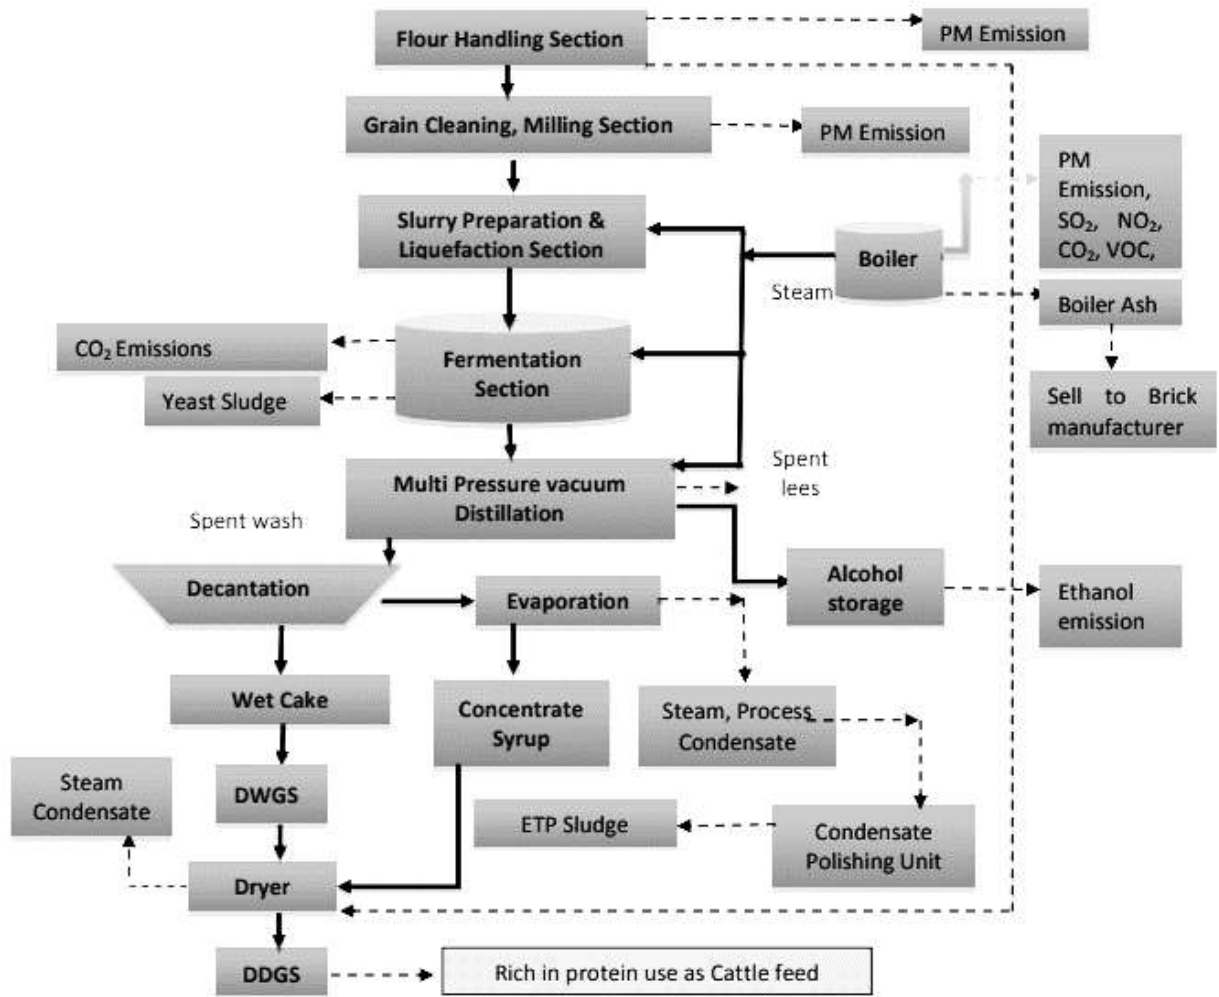 Flour Handling Section
PM Emission
Grain Cleaning, Milling Section
PM Emission
PM
Emission,
SO₂, NO₂,
CO₂, VOC,
Slurry Preparation &
Liquefaction Section
Boiler
Steam
Boiler Ash
CO₂ Emissions
Fermentation
Section
Yeast Sludge
Sell to Brick
manufacturer
Multi Pressure vacuum
Distillation
Spent
lees
Spent wash
Decantation
Evaporation
Alcohol
storage
Ethanol
emission
Wet Cake
Concentrate
Syrup
Steam, Process
Condensate
Steam
Condensate
DWGS
ETP Sludge
Condensate
Polishing Unit
Dryer
DDGS
Rich in protein use as Cattle feed